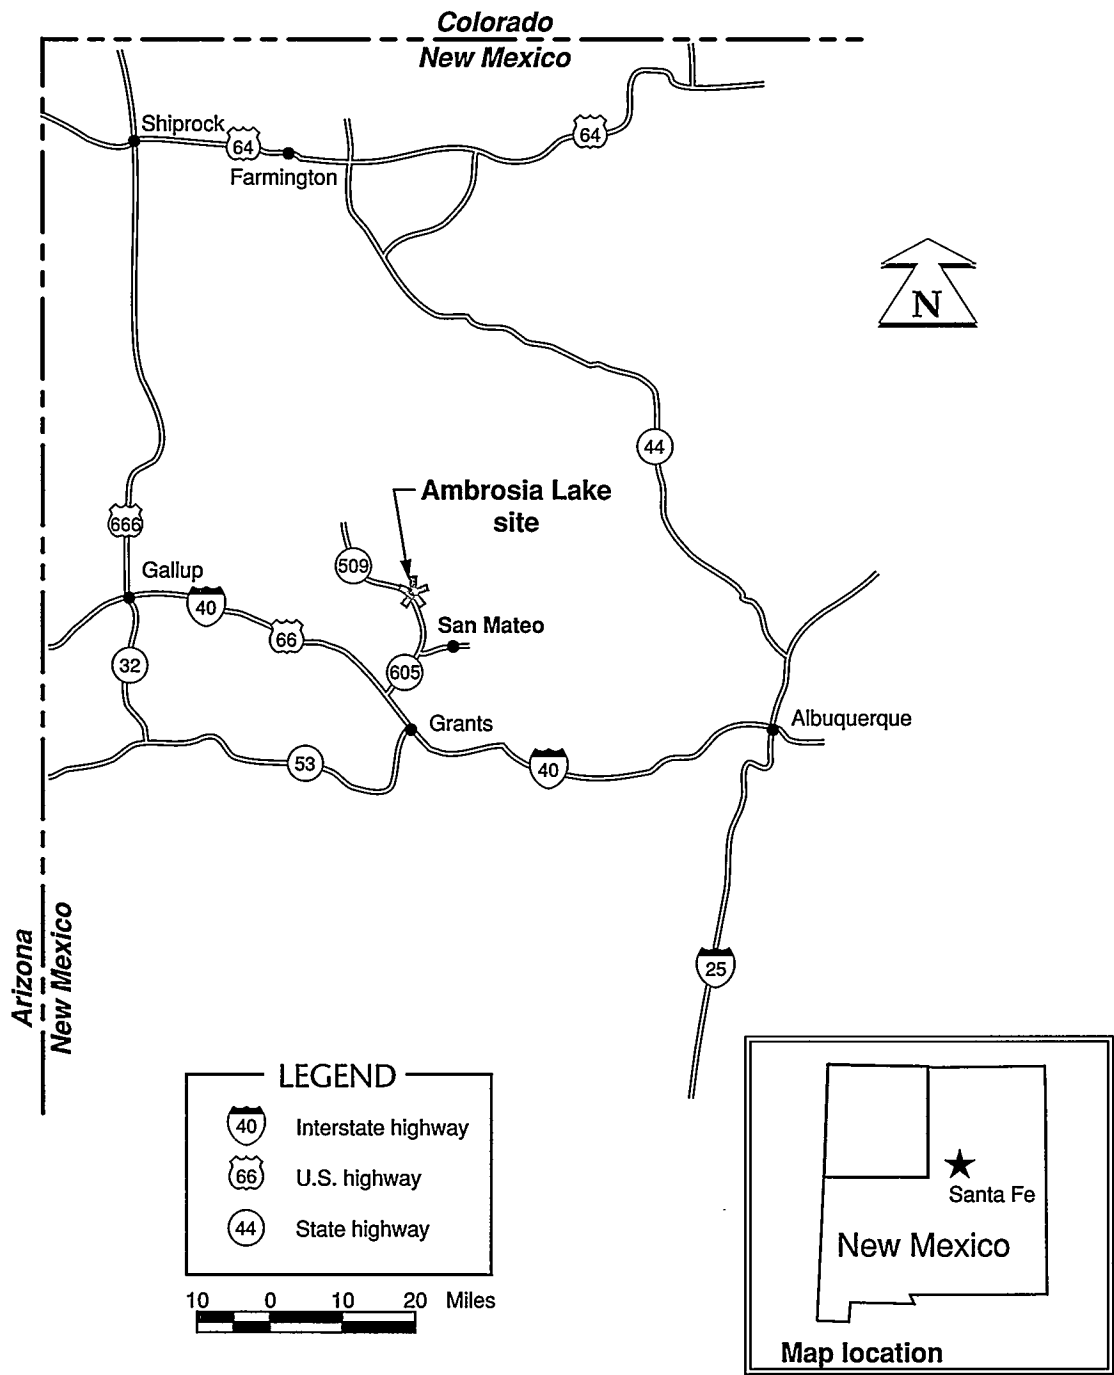 Colorado
New Mexico
Shiprock
64
64
Farmington
N
44
Ambrosia Lake
site
666
509
Gallup
40
66
San Mateo
32
605
Grants
Albuquerque
53
40
Arizona
New Mexico
25
LEGEND
40 Interstate highway
66 U.S. highway
44 State highway
10 0 10 20 Miles
Santa Fe
New Mexico
Map location